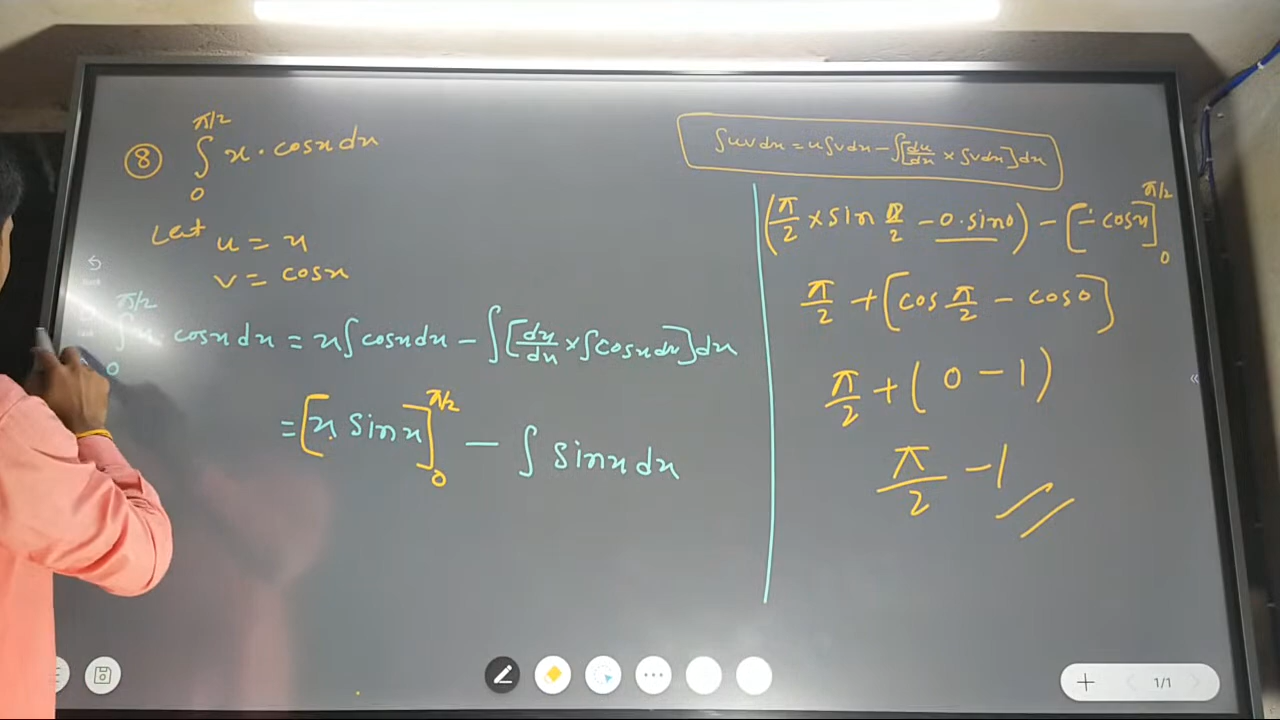 ⑧ ∫₀^{π/2} x · cosx dx
Let u = x
v = cosx
∫₀^{π/2} x cosx dx = x∫cosx dx − ∫[du/dx × ∫cosx dx]dx
= [x sinx]₀^{π/2} − ∫ sinx dx
∫uv dx = u∫v dx − ∫[du/dx × ∫v dx]dx
(π/2 × sin π/2 − 0·sin0) − [− cosx]₀^{π/2}
π/2 + [cos π/2 − cos0]
π/2 + (0 − 1)
π/2 − 1
1/1